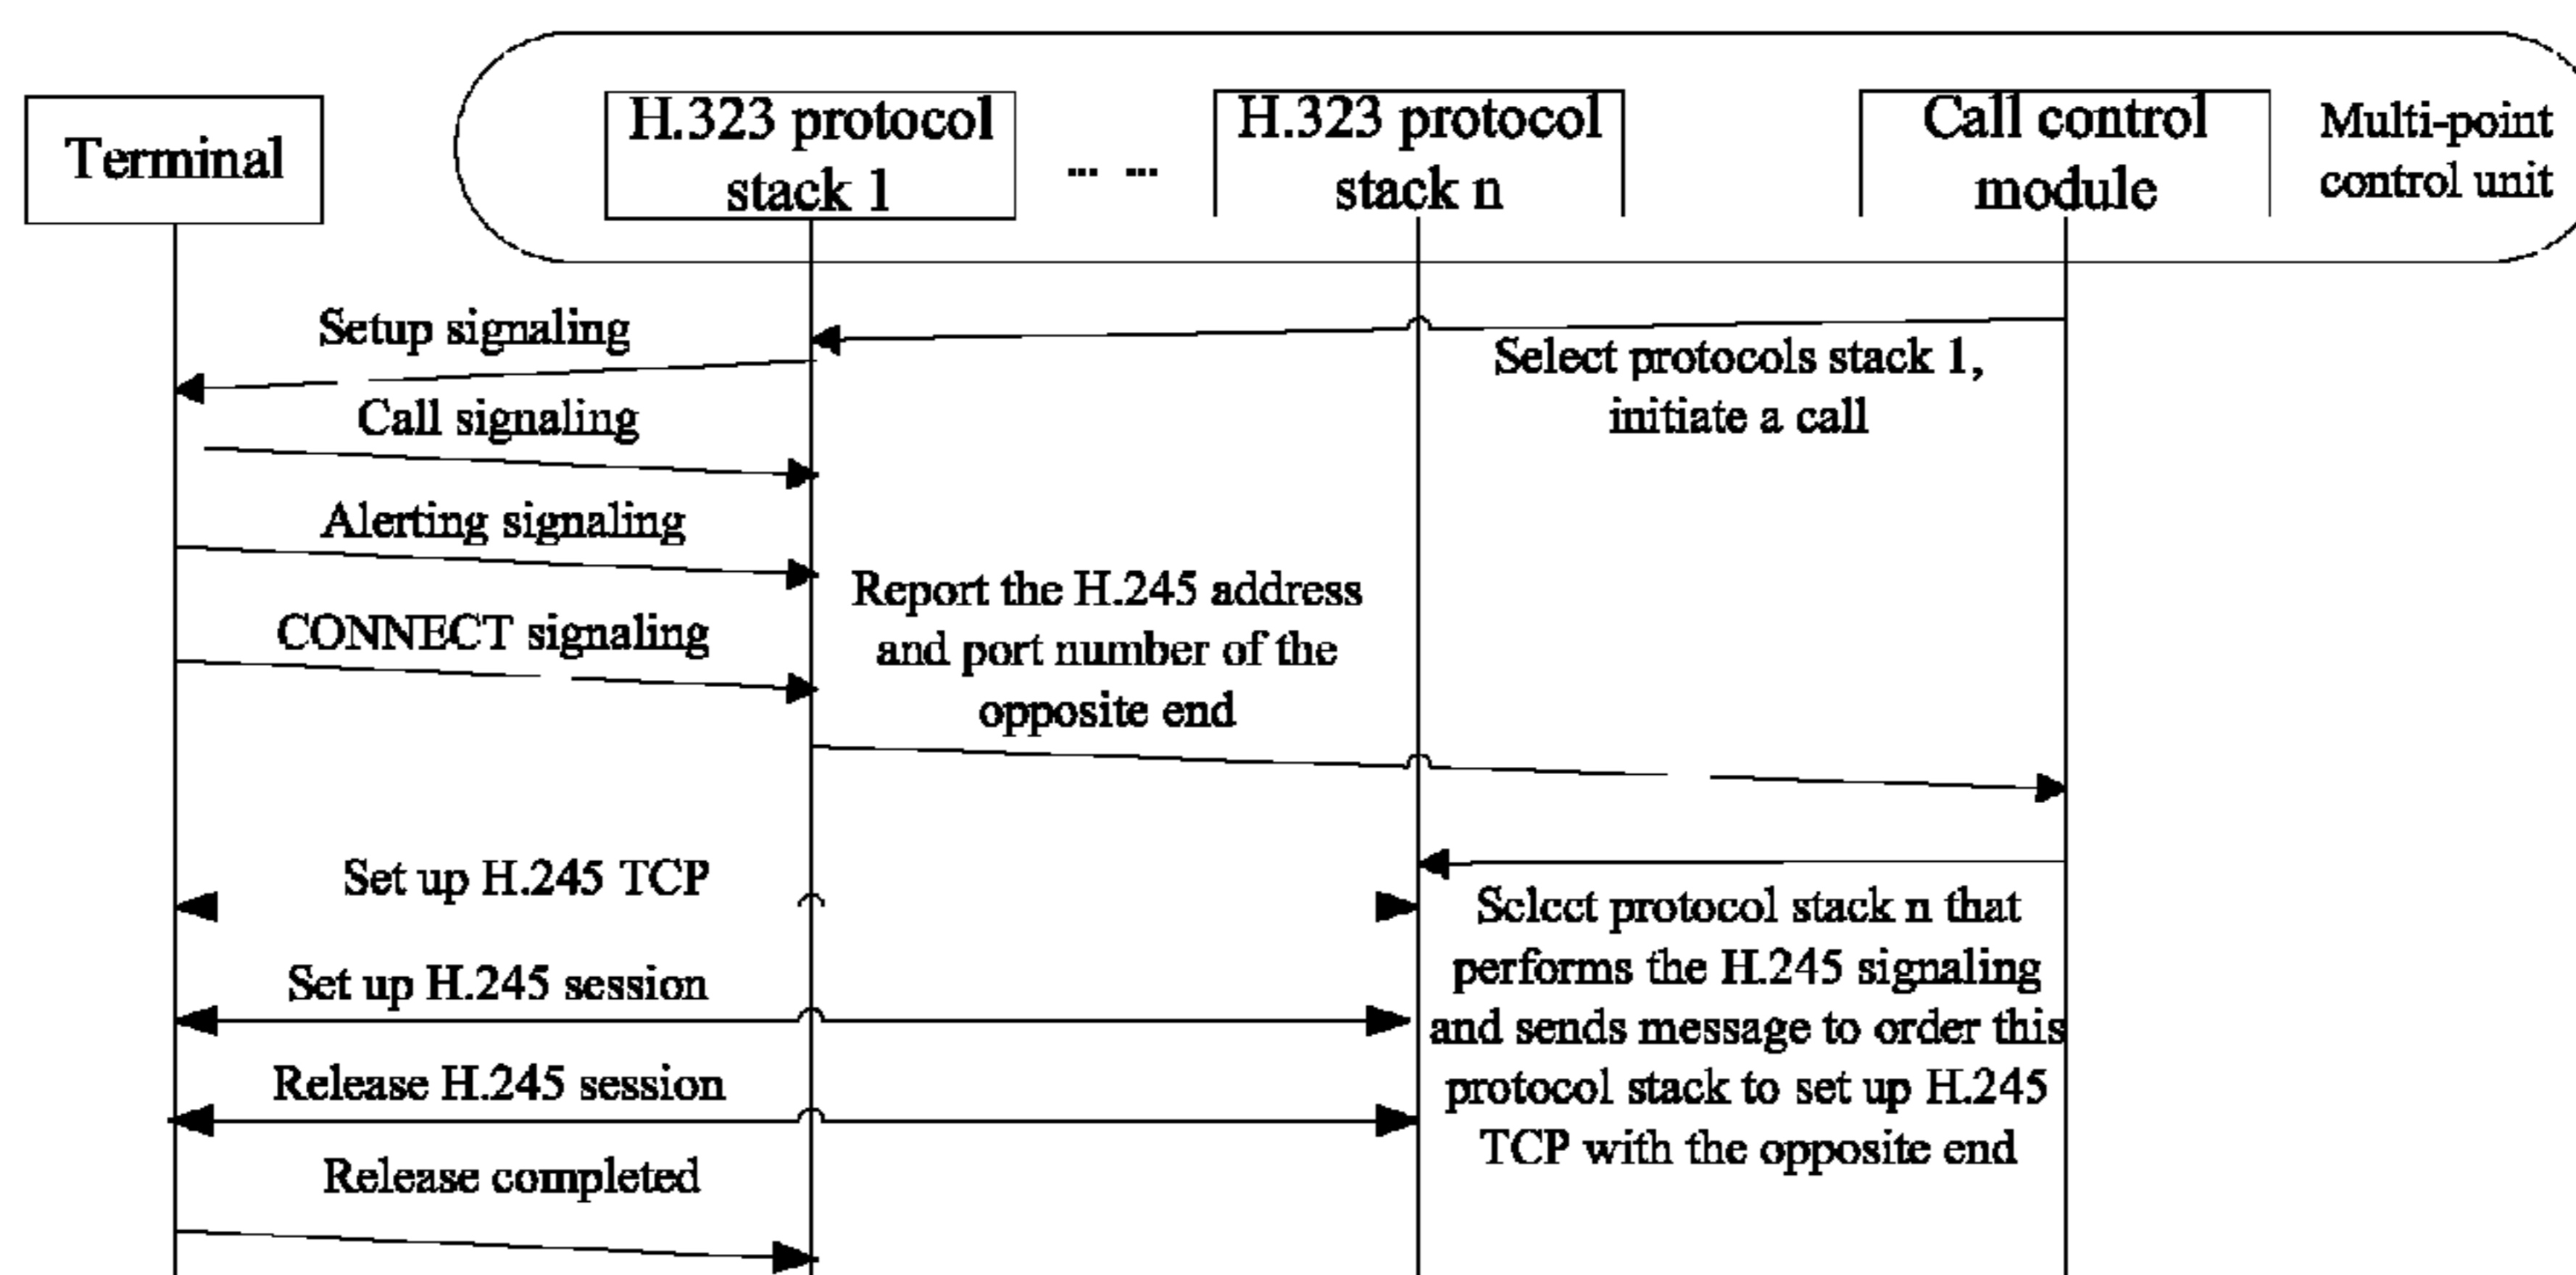 Terminal
H.323 protocol
stack 1
... ...
H.323 protocol
stack n
Call control
module
Multi-point
control unit
Setup signaling
Select protocols stack 1,
initiate a call
Call signaling
Alerting signaling
CONNECT signaling
Report the H.245 address
and port number of the
opposite end
Set up H.245 TCP
Set up H.245 session
Release H.245 session
Release completed
Select protocol stack n that
performs the H.245 signaling
and sends message to order this
protocol stack to set up H.245
TCP with the opposite end